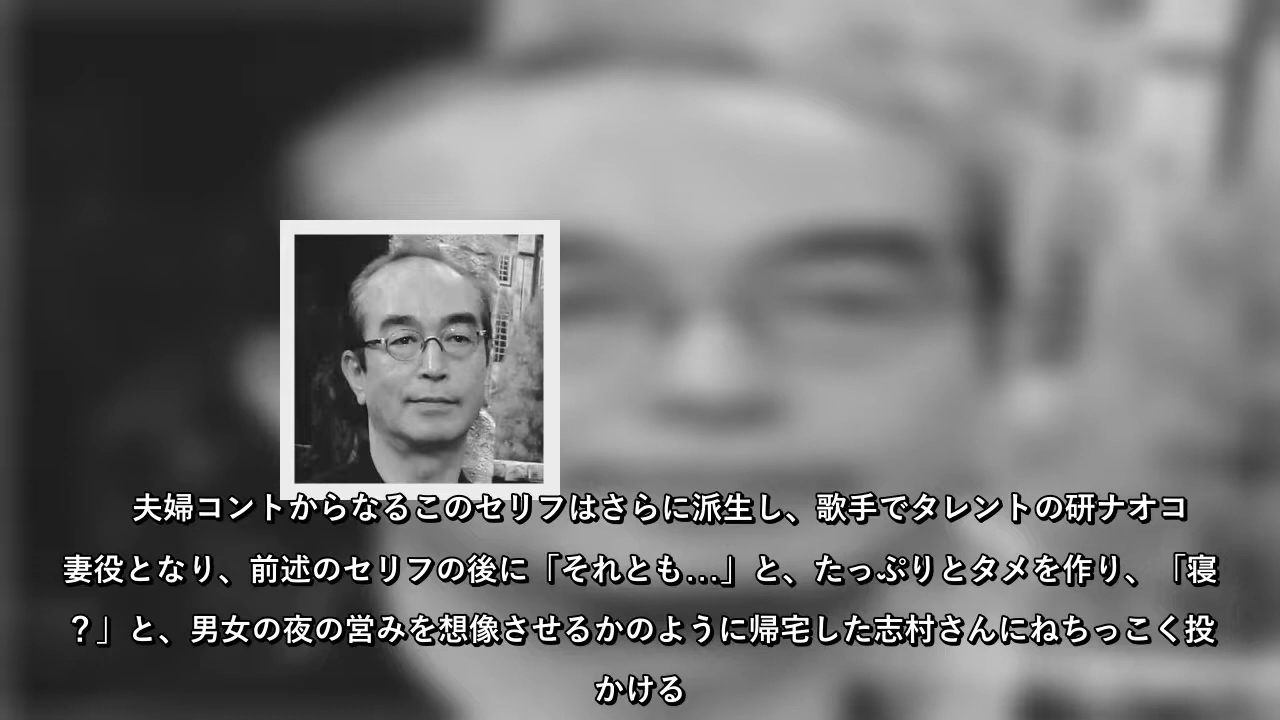 夫婦コントからなるこのセリフはさらに派生し、歌手でタレントの研ナオコ
妻役となり、前述のセリフの後に「それとも…」と、たっぷりとタメを作り、「寝
？」と、男女の夜の営みを想像させるかのように帰宅した志村さんにねちっこく投
かける